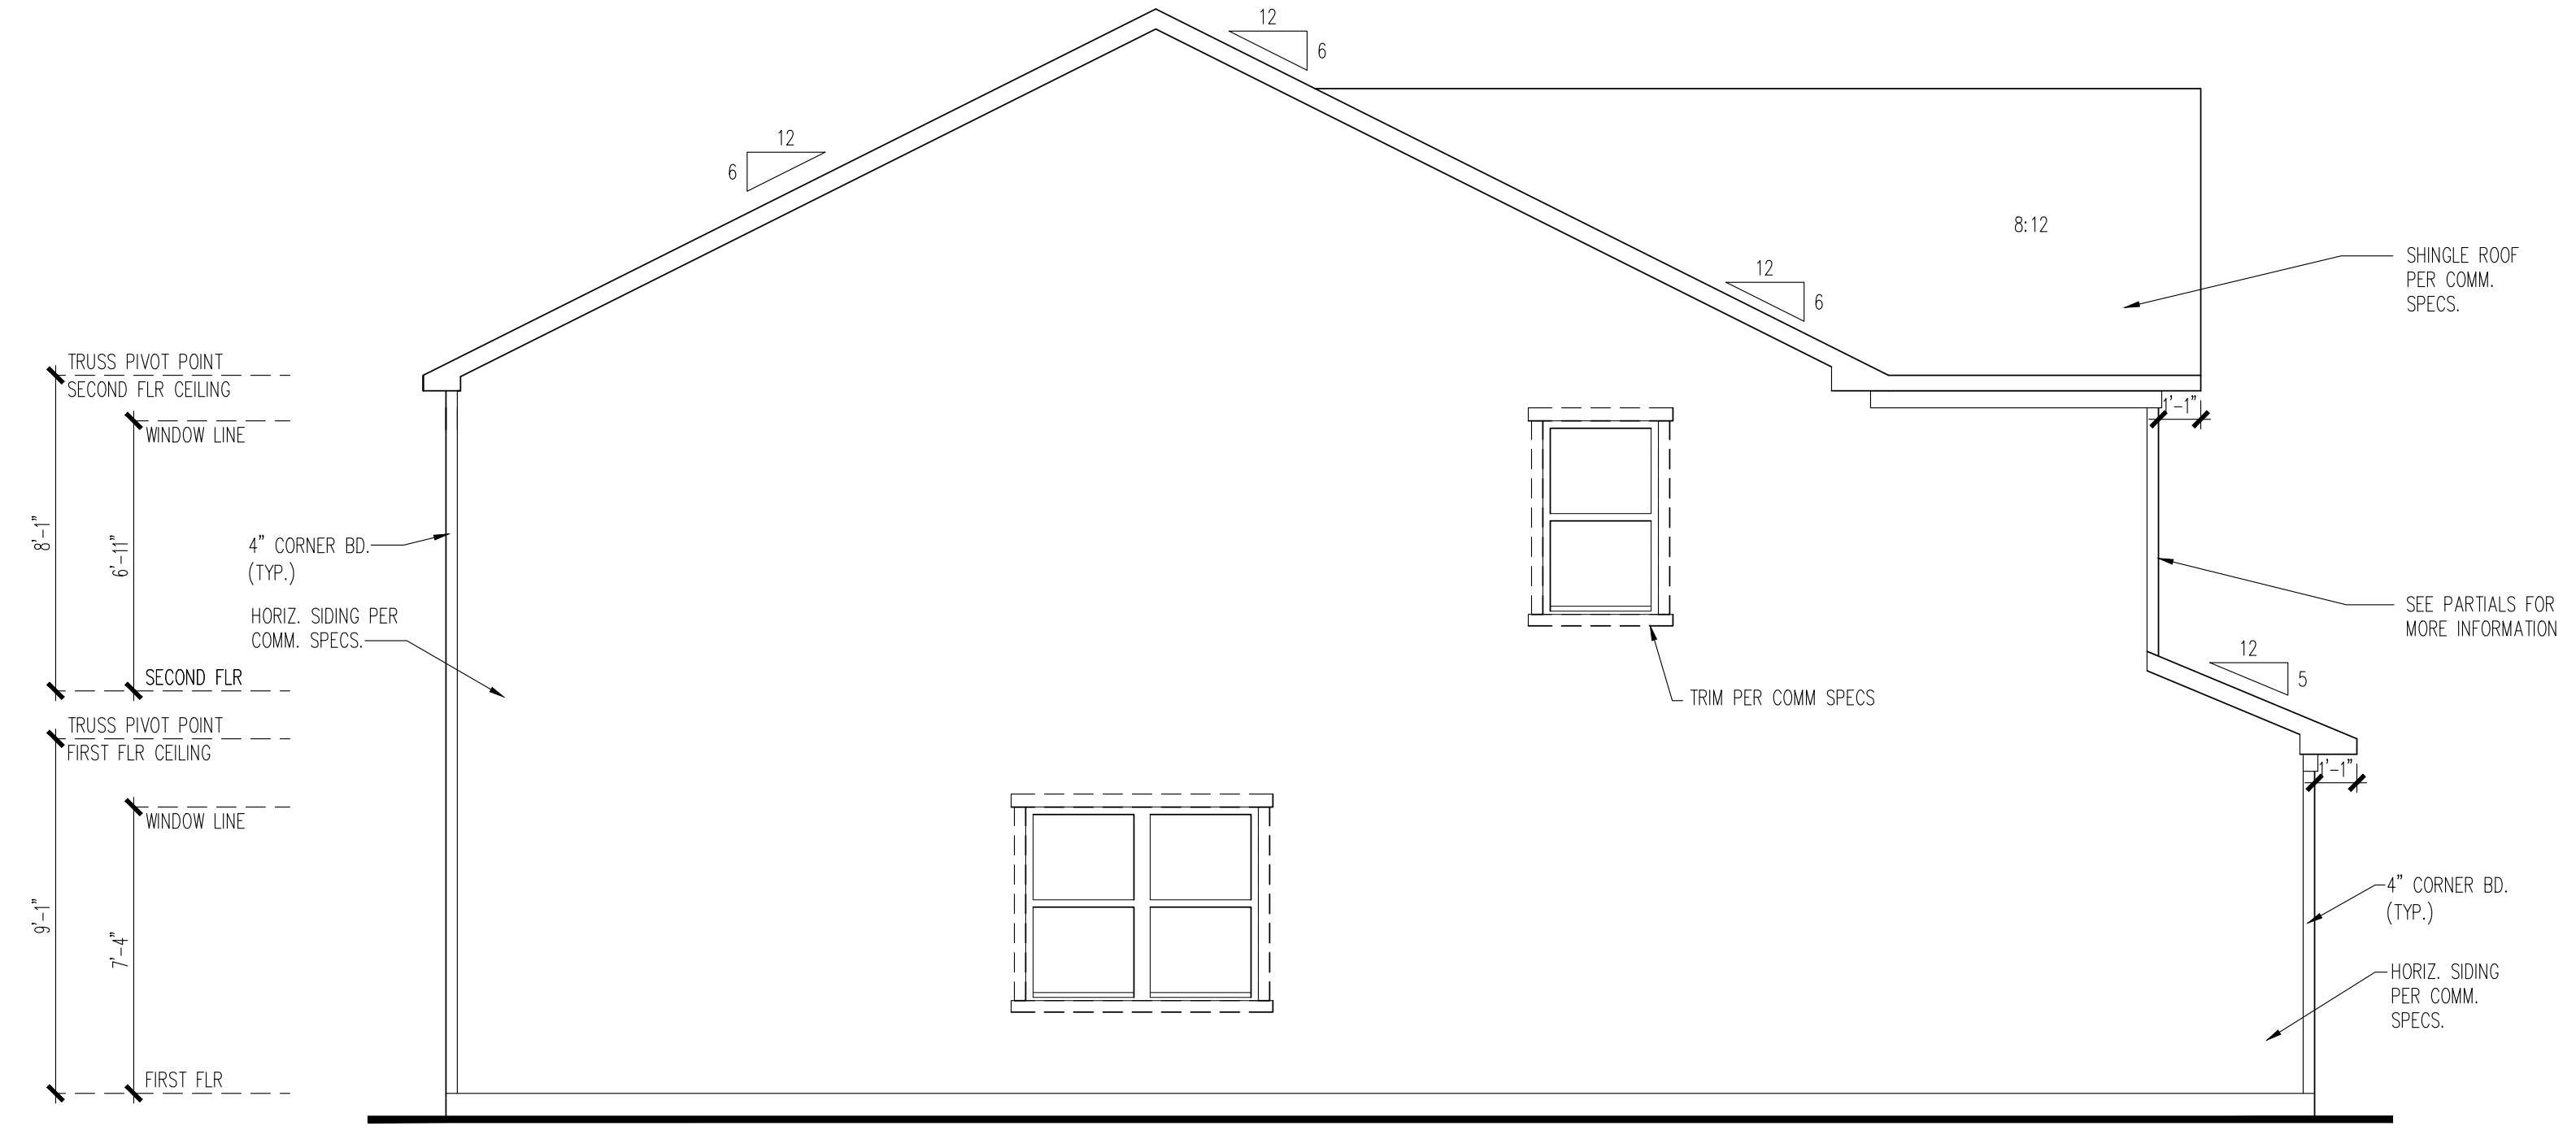 12
6
12
6
8:12
SHINGLE ROOF
PER COMM.
SPECS.
12
6
TRUSS PIVOT POINT
SECOND FLR CEILING
WINDOW LINE
1'-1"
8'-1"
6'-11"
4" CORNER BD.
(TYP.)
HORIZ. SIDING PER
COMM. SPECS.
SEE PARTIALS FOR
MORE INFORMATION
12
5
SECOND FLR
TRIM PER COMM SPECS
TRUSS PIVOT POINT
FIRST FLR CEILING
1'-1"
WINDOW LINE
9'-1"
7'-4"
4" CORNER BD.
(TYP.)
HORIZ. SIDING
PER COMM.
SPECS.
FIRST FLR